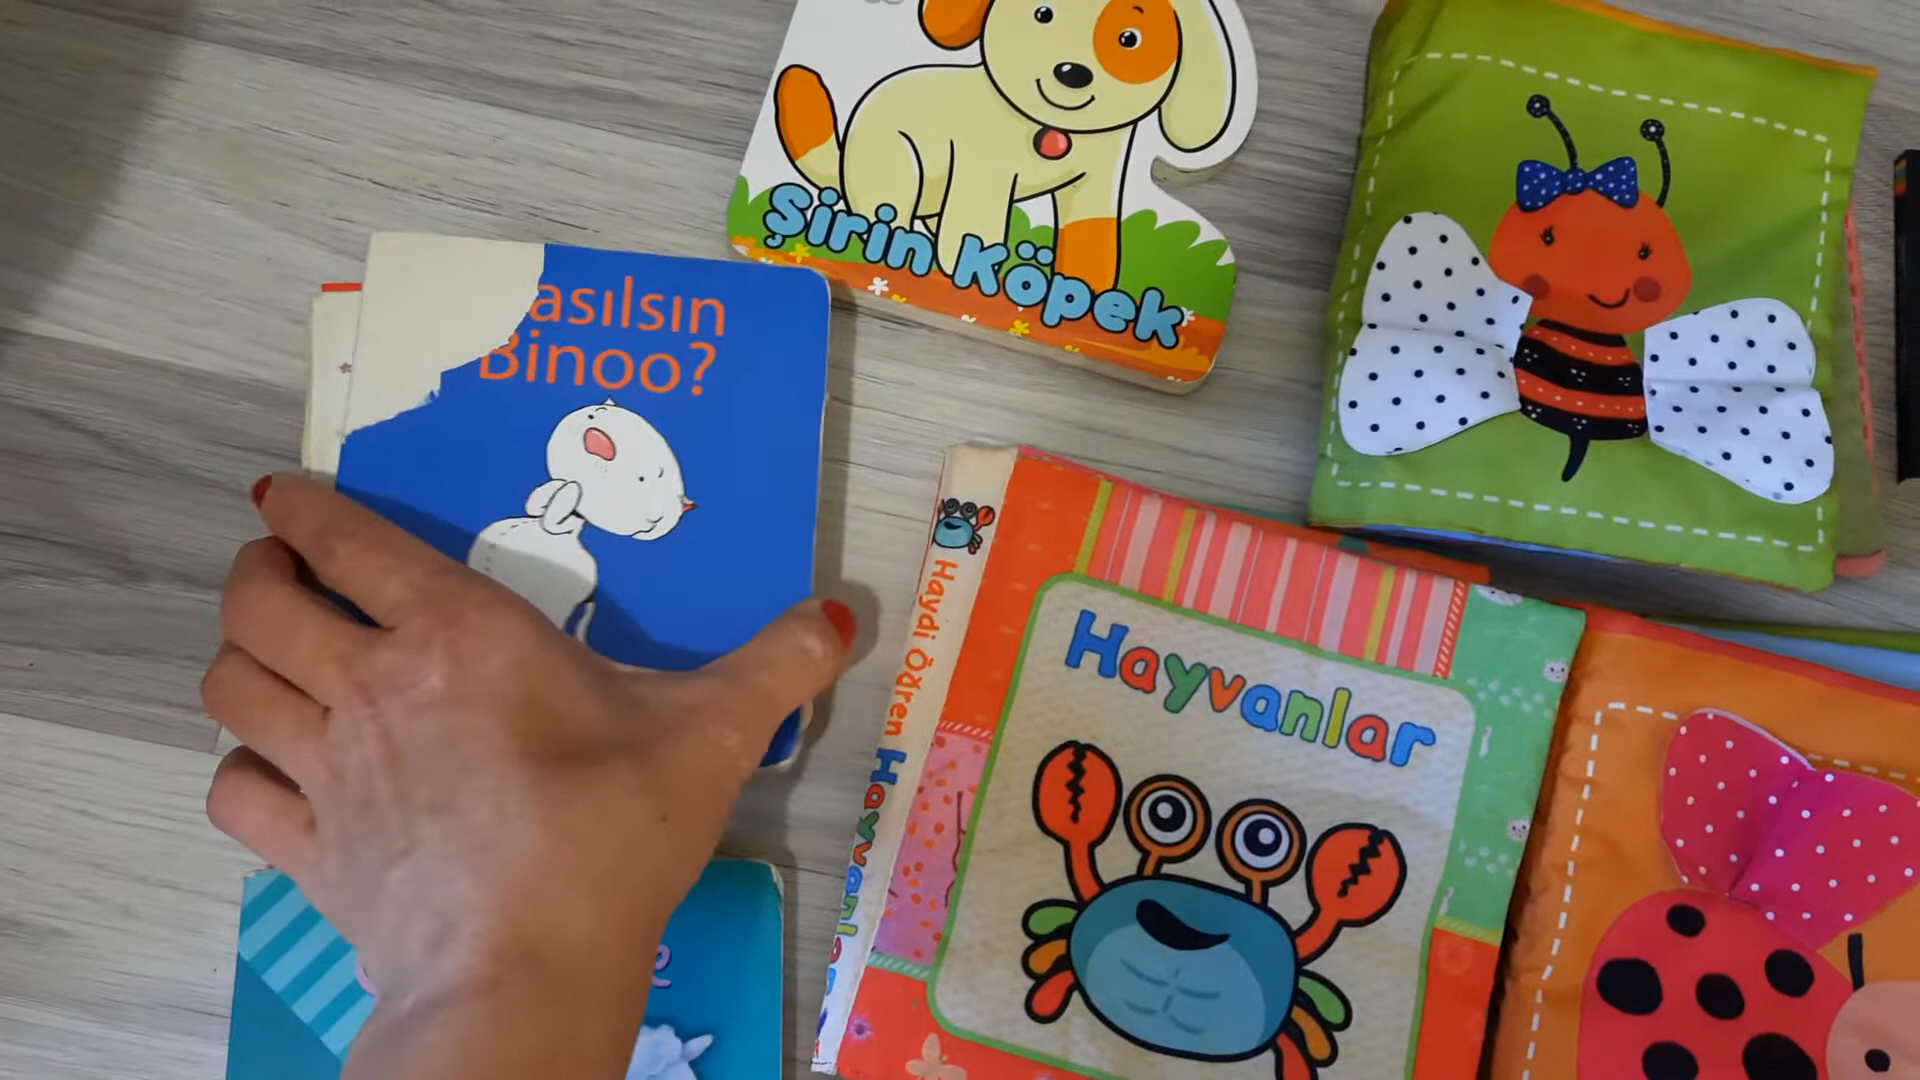 Şirin Köpek
asılsın
Binoo?
Haydi Öğren Hayvanlar
Hayvanlar